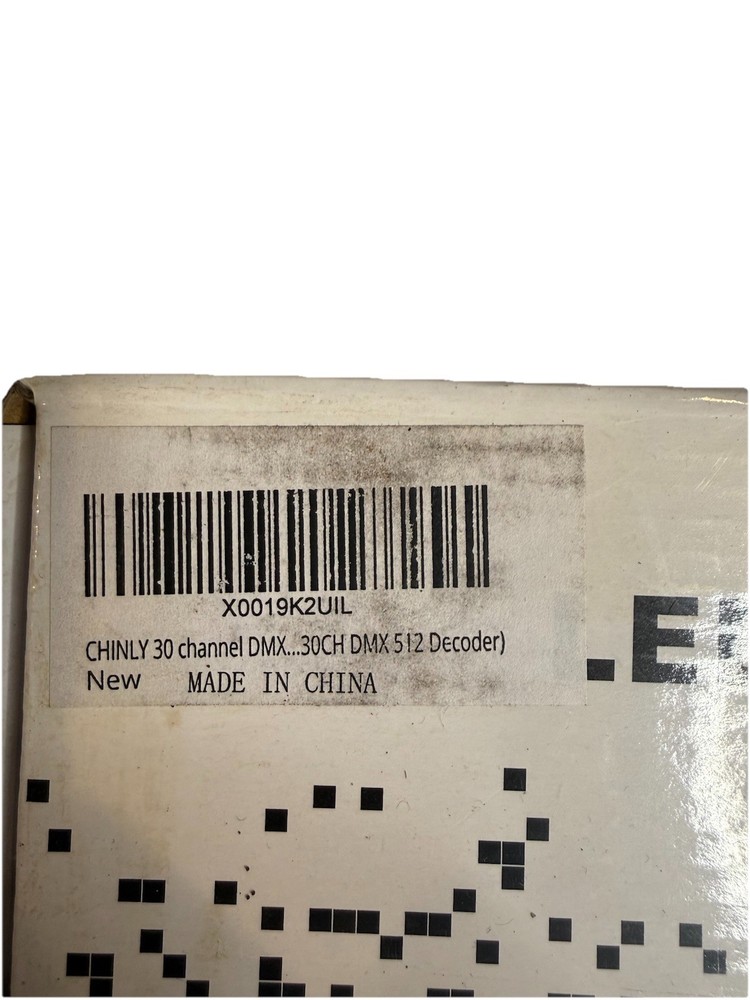 X0019K2UIL
CHINLY 30 channel DMX...30CH DMX 512 Decoder)
New MADE IN CHINA
.E